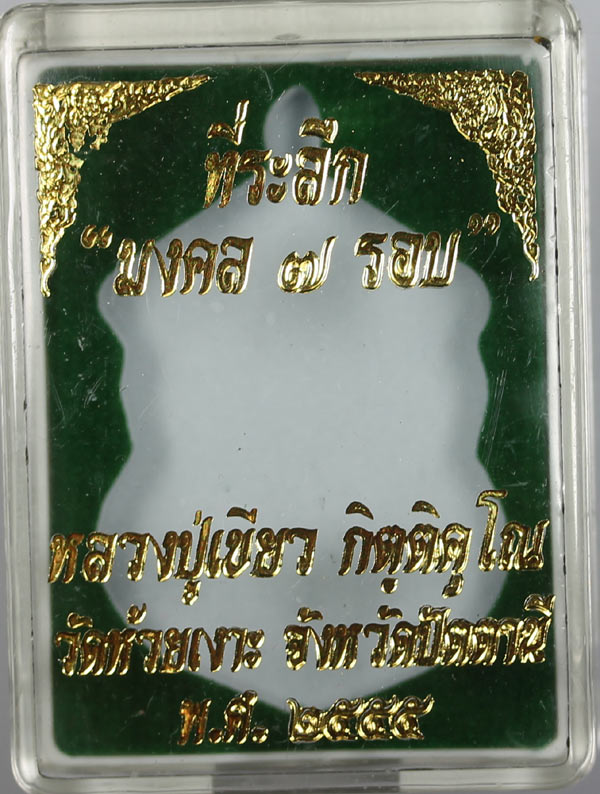 ที่ระลึก
"มงคล ๗ รอบ"
หลวงปู่เขียว กิตฺติคุโณ
วัดห้วยเงาะ จังหวัดปัตตานี
พ.ศ. ๒๕๕๕